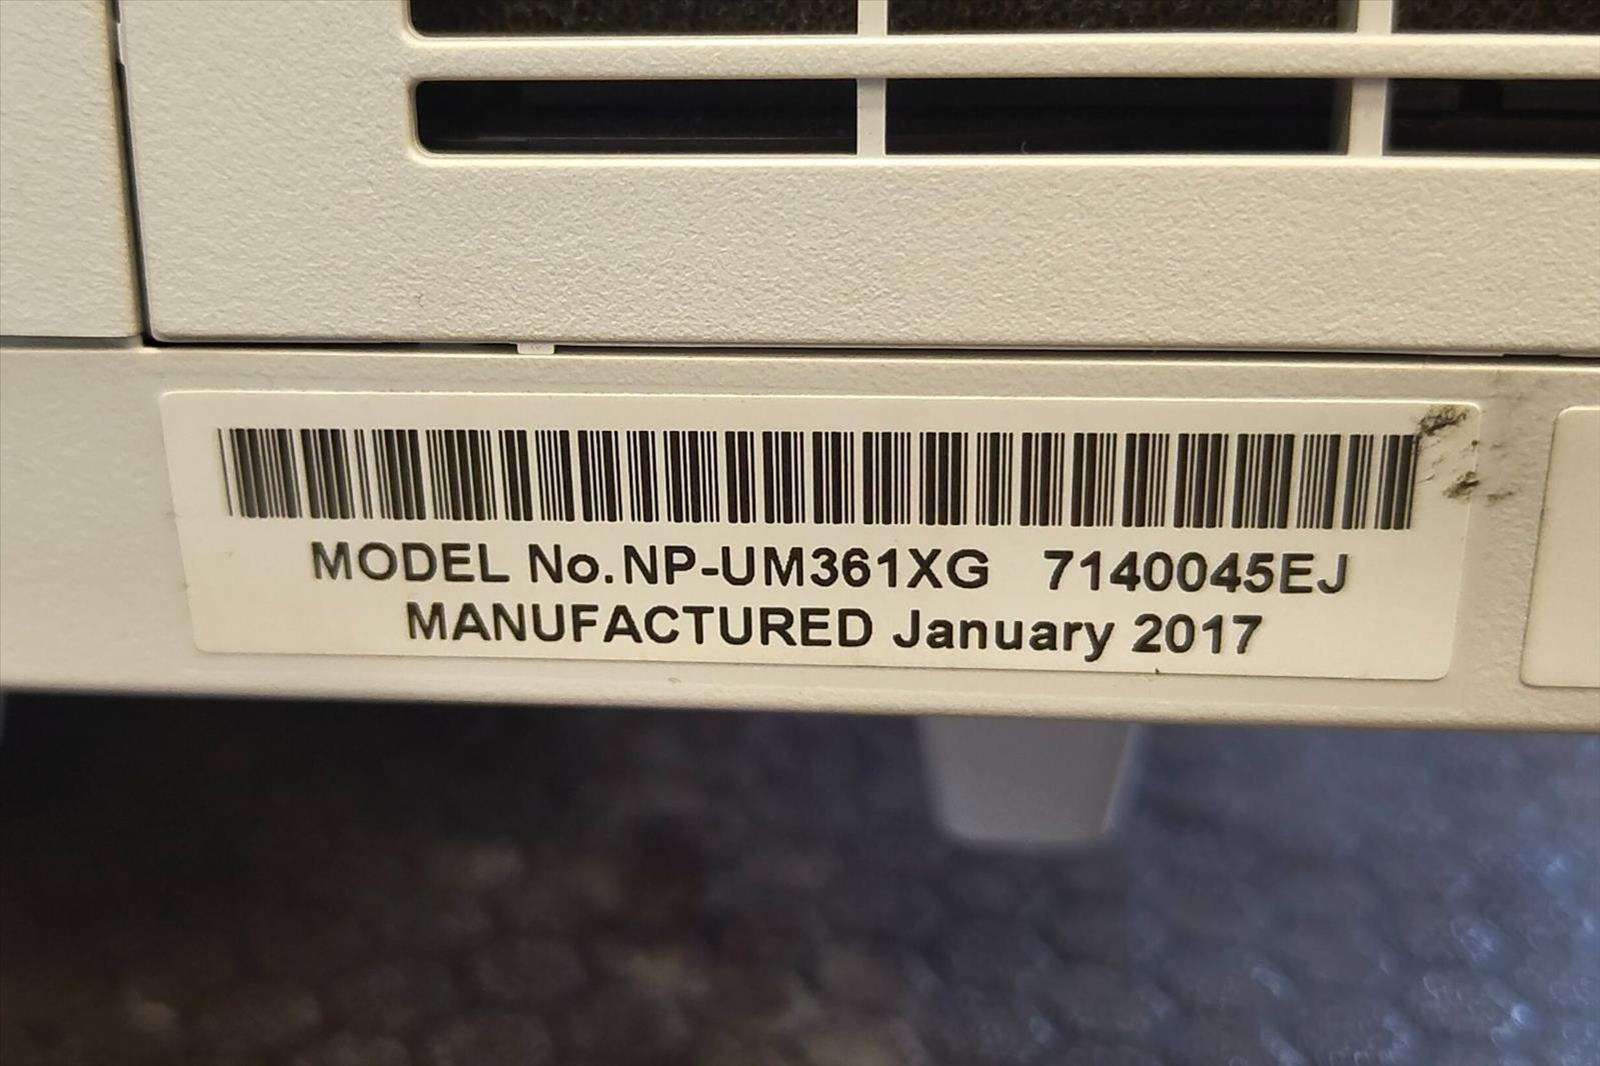 MODEL No.NP-UM361XG 7140045EJ
MANUFACTURED January 2017